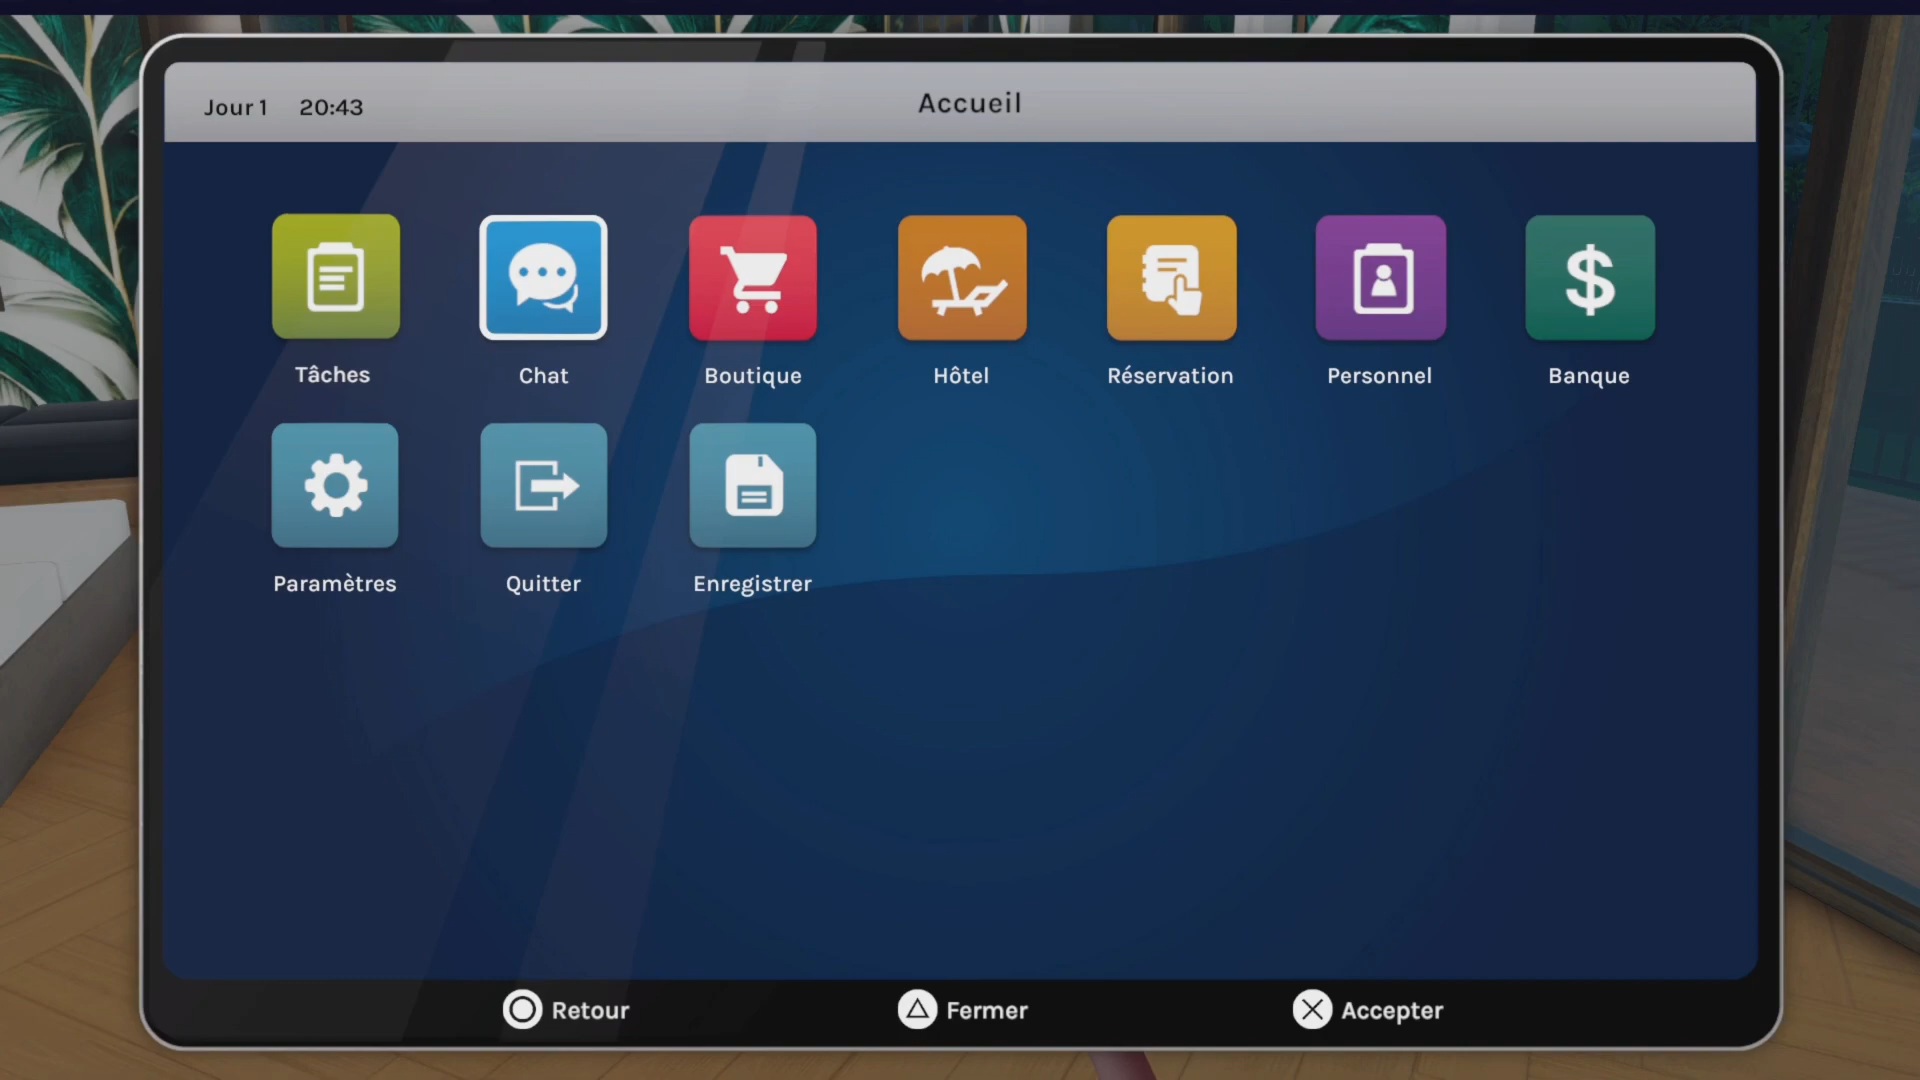 Jour 1 20:43
Accueil
Tâches
Chat
Boutique
Hôtel
Réservation
Personnel
Banque
Paramètres
Quitter
Enregistrer
Retour
Fermer
Accepter